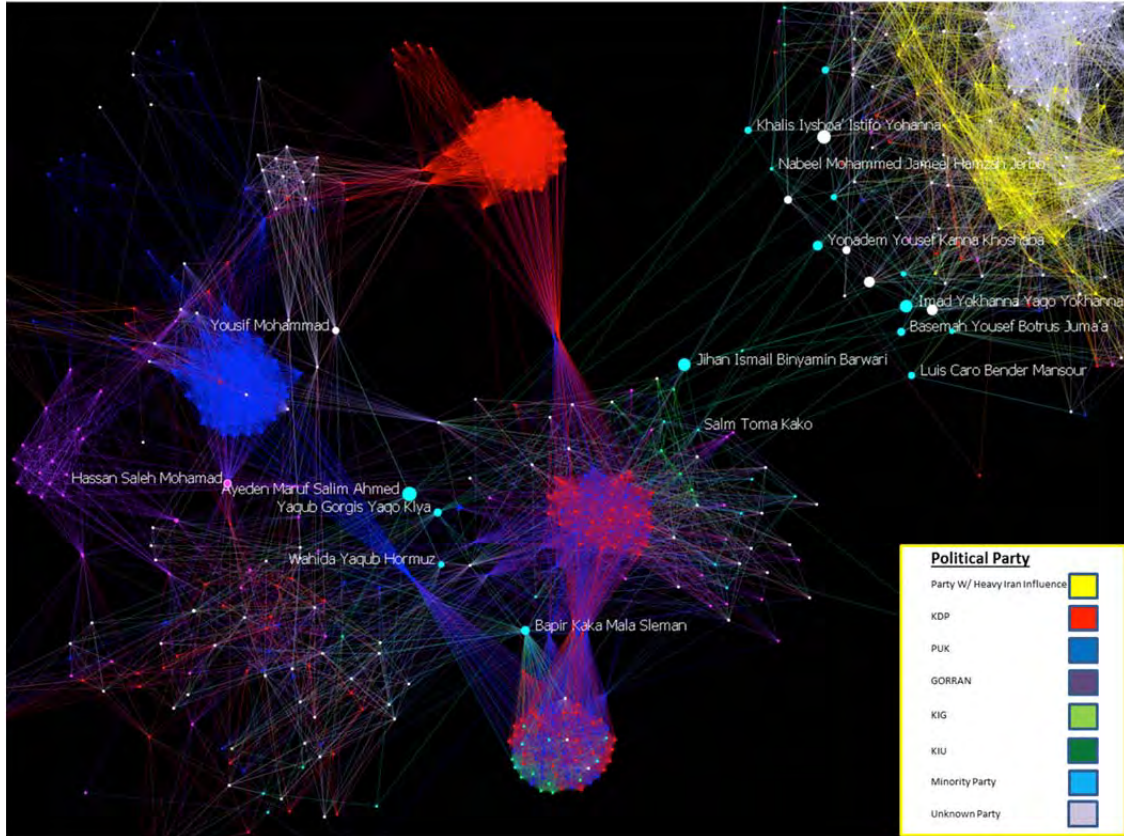 Khalis Iyshoa' Istifo Yohanna
Nabeel Mohammed Jameel Hamzah Jerbo'
Yonadem Yousef Kanna Khoshaba
Imad Yokhanna Yaqo Yokhanna
Yousif Mohammad
Basemah Yousef Botrus Juma'a
Jihan Ismail Binyamin Barwari
Luis Caro Bender Mansour
Salm Toma Kako
Hassan Saleh Mohamad
Ayeden Maruf Salim Ahmed
Yaqub Gorgis Yaqo Klya
Wahida Yaqub Hormuz
Bapir Kaka Mala Sleman
Political Party
Party W/ Heavy Iran Influence
KDP
PUK
GORRAN
KIG
KIU
Minority Party
Unknown Party